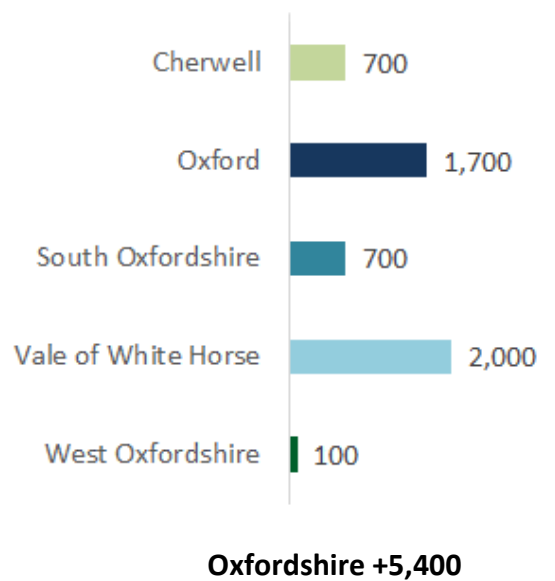 Cherwell 700
Oxford 1,700
South Oxfordshire 700
Vale of White Horse 2,000
West Oxfordshire 100
Oxfordshire +5,400